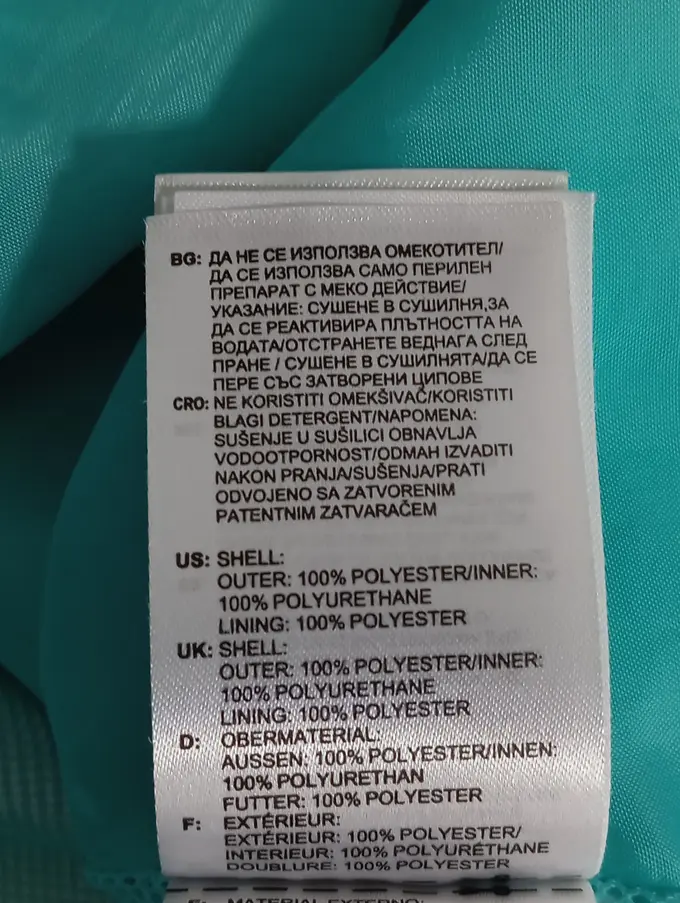 BG: ДА НЕ СЕ ИЗПОЛЗВА ОМЕКОТИТЕЛ/
ДА СЕ ИЗПОЛЗВА САМО ПЕРИЛЕН
ПРЕПАРАТ С МЕКО ДЕЙСТВИЕ/
УКАЗАНИЕ: СУШЕНЕ В СУШИЛНЯ,ЗА
ДА СЕ РЕАКТИВИРА ПЛЪТНОСТТА НА
ВОДАТА/ОТСТРАНЕТЕ ВЕДНАГА СЛЕД
ПРАНЕ / СУШЕНЕ В СУШИЛНЯТА/ДА СЕ
ПЕРЕ СЪС ЗАТВОРЕНИ ЦИПОВЕ
CRO: NE KORISTITI OMEKŠIVAČ/KORISTITI
BLAGI DETERGENT/NAPOMENA:
SUŠENJE U SUŠILICI OBNAVLJA
VODOOTPORNOST/ODMAH IZVADITI
NAKON PRANJA/SUŠENJA/PRATI
ODVOJENO SA ZATVORENIM
PATENTNIM ZATVARAČEM
US: SHELL:
OUTER: 100% POLYESTER/INNER:
100% POLYURETHANE
LINING: 100% POLYESTER
UK: SHELL:
OUTER: 100% POLYESTER/INNER:
100% POLYURETHANE
LINING: 100% POLYESTER
D: OBERMATERIAL:
AUSSEN: 100% POLYESTER/INNEN:
100% POLYURETHAN
FUTTER: 100% POLYESTER
F: EXTÉRIEUR:
EXTÉRIEUR: 100% POLYESTER/
INTERIEUR: 100% POLYURÉTHANE
DOUBLURE: 100% POLYESTER
E: MATERIAL EXTERNO: